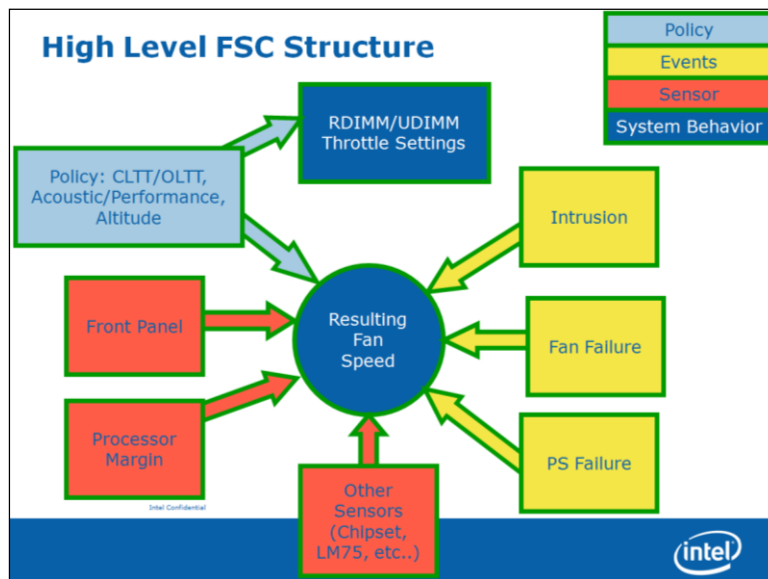 High Level FSC Structure
Policy
Events
Sensor
System Behavior
RDIMM/UDIMM
Throttle Settings
Policy: CLTT/OLTT,
Acoustic/Performance,
Altitude
Intrusion
Front Panel
Resulting
Fan
Speed
Fan Failure
Processor
Margin
PS Failure
Other
Sensors
(Chipset,
LM75, etc..)
Intel Confidential
intel